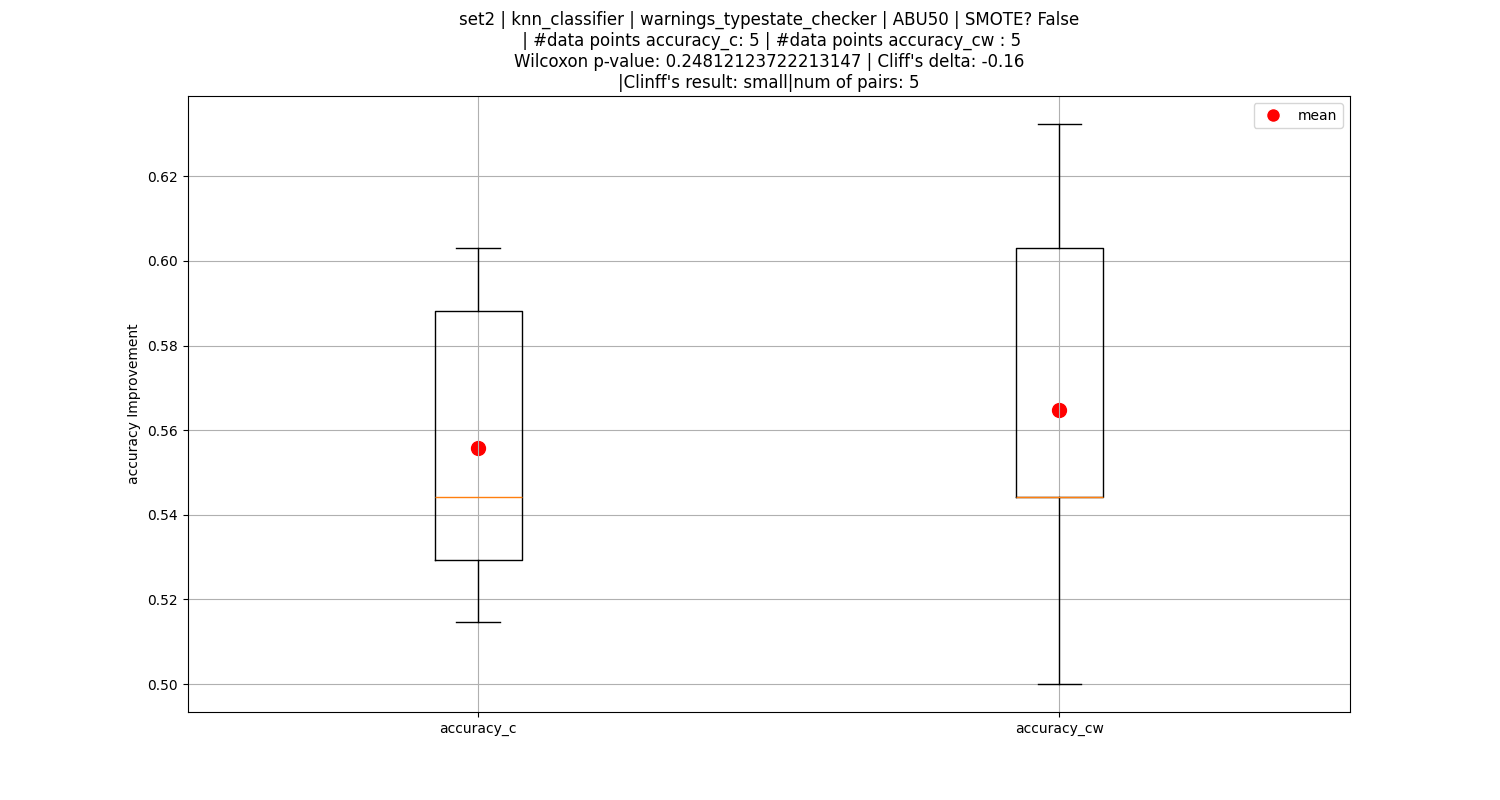 set2 | knn_classifier | warnings_typestate_checker | ABU50 | SMOTE? False
| #data points accuracy_c: 5 | #data points accuracy_cw : 5
Wilcoxon p-value: 0.24812123722213147 | Cliff's delta: -0.16
|Clinff's result: small|num of pairs: 5
mean
accuracy Improvement
0.62
0.60
0.58
0.56
0.54
0.52
0.50
accuracy_c
accuracy_cw